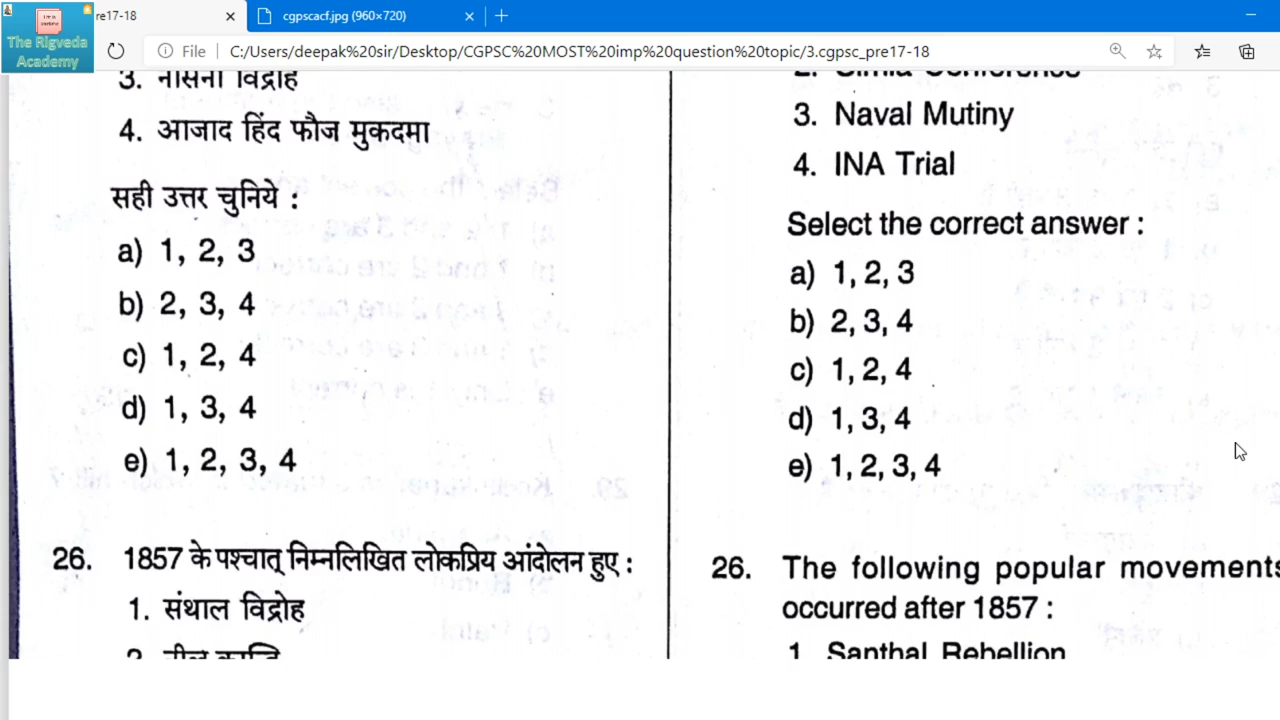 re17-18
cgpscacf.jpg (960×720)
The Rigveda
Academy
File
C:/Users/deepak%20sir/Desktop/CGPSC%20MOST%20imp%20question%20topic/3.cgpsc_pre17-18
4. आजाद हिंद फौज मुकदमा
सही उत्तर चुनिये :
a) 1, 2, 3
b) 2, 3, 4
c) 1, 2, 4
d) 1, 3, 4
e) 1, 2, 3, 4
26. 1857 के पश्चात् निम्नलिखित लोकप्रिय आंदोलन हुए :
1. संथाल विद्रोह
2. Simla Conference
3. Naval Mutiny
4. INA Trial
Select the correct answer :
a) 1, 2, 3
b) 2, 3, 4
c) 1, 2, 4
d) 1, 3, 4
e) 1, 2, 3, 4
26. The following popular movements
occurred after 1857 :
1. Santhal Rebellion